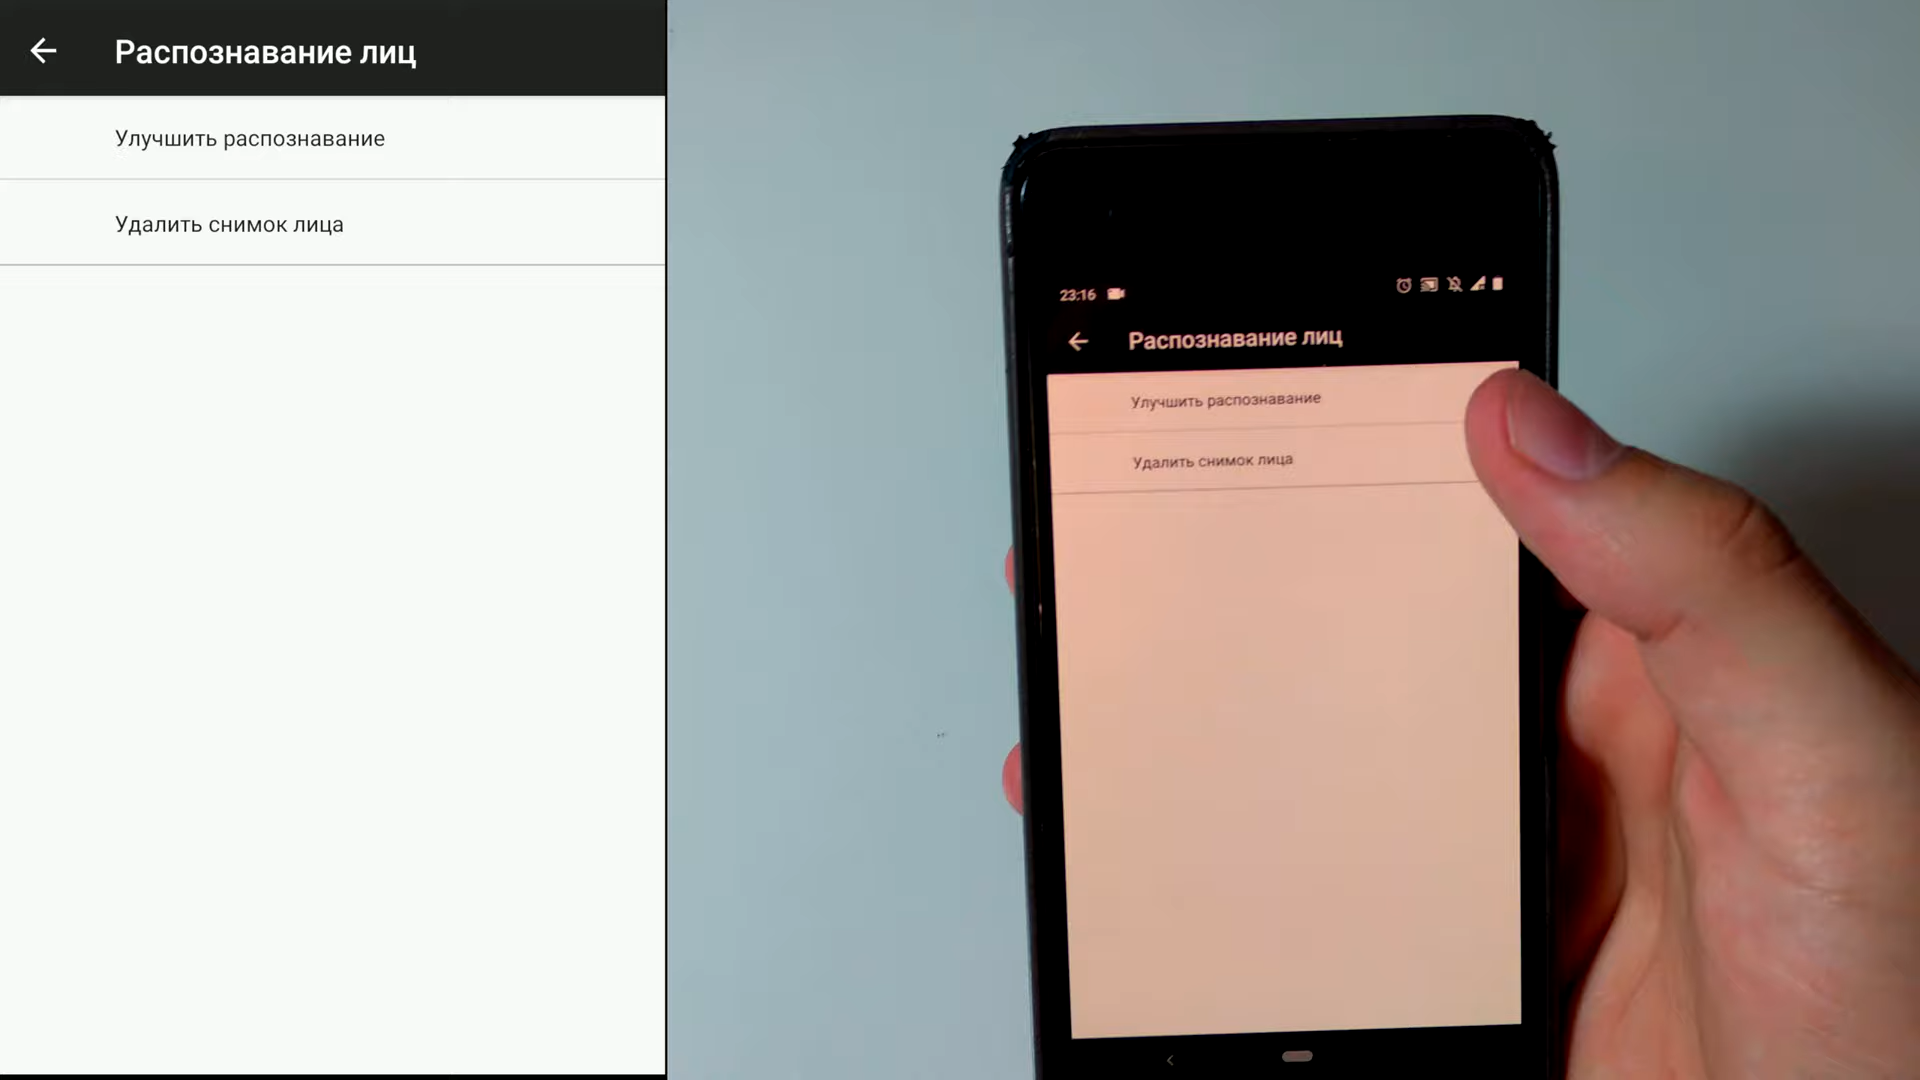 Распознавание лиц
Улучшить распознавание
Удалить снимок лица
23:16
Распознавание лиц
Улучшить распознавание
Удалить снимок лица